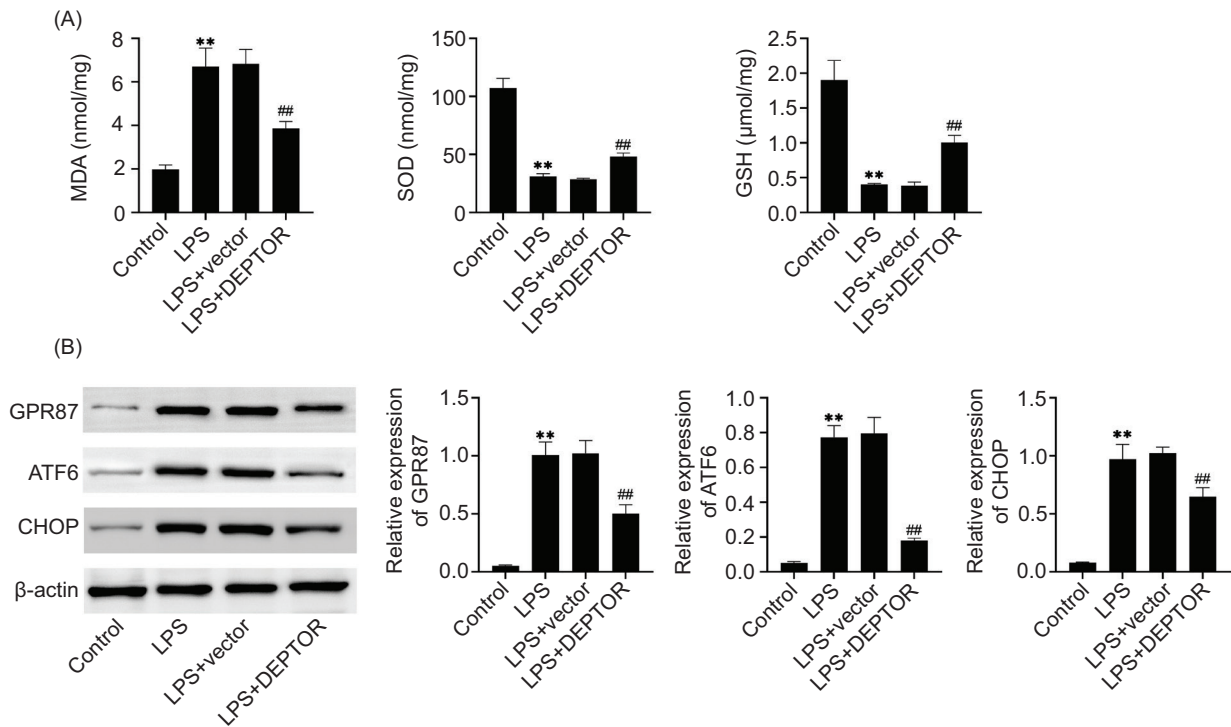 (A)
MDA (nmol/mg)
8
6
4
2
0
**
##
Control
LPS
LPS+vector
LPS+DEPTOR
SOD (nmol/mg)
150
100
50
0
**
##
Control
LPS
LPS+vector
LPS+DEPTOR
GSH (μmol/mg)
2.5
2.0
1.5
1.0
0.5
0.0
**
##
Control
LPS
LPS+vector
LPS+DEPTOR
(B)
GPR87
ATF6
CHOP
β-actin
Control
LPS
LPS+vector
LPS+DEPTOR
Relative expression
of GPR87
1.5
1.0
0.5
0.0
**
##
Control
LPS
LPS+vector
LPS+DEPTOR
Relative expression
of ATF6
1.0
0.8
0.6
0.4
0.2
0.0
**
##
Control
LPS
LPS+vector
LPS+DEPTOR
Relative expression
of CHOP
1.5
1.0
0.5
0.0
**
##
Control
LPS
LPS+vector
LPS+DEPTOR